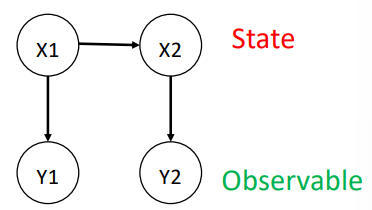 X1 X2 State
Y1 Y2 Observable